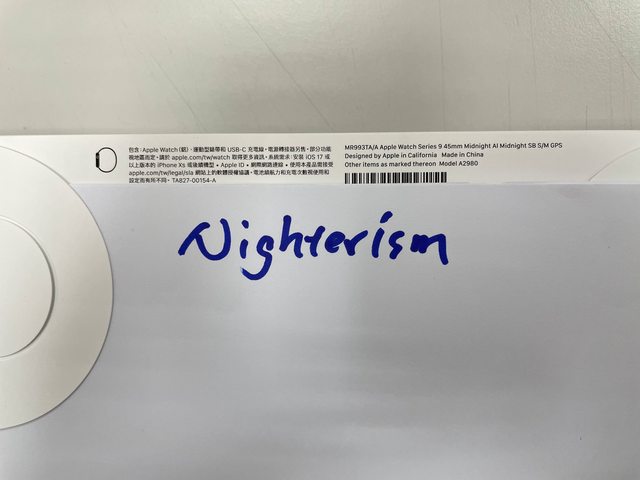 包含:Apple Watch (鋁)、運動型錶帶和 USB-C 充電線。電源轉接器另售。部分功能
視地區而定。請於 apple.com/tw/watch 取得更多資訊。系統需求:安裝 iOS 17 或
以上版本的 iPhone Xs 或後續機型 • Apple ID • 網際網路連線 • 使用本產品需接受
apple.com/tw/legal/sla 網站上的軟體授權協議。電池續航力和充電次數視使用和
設定而有所不同。TA827-00154-A
MR993TA/A Apple Watch Series 9 45mm Midnight Al Midnight SB S/M GPS
Designed by Apple in California Made in China
Other items as marked thereon Model A2980
Nighterism